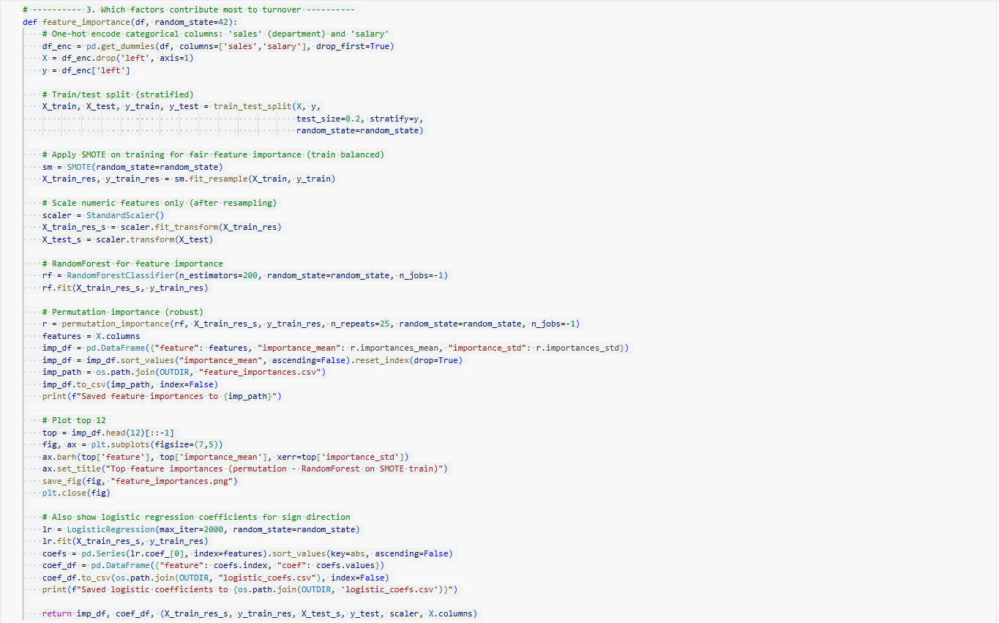 # ---------- 3. Which factors contribute most to turnover ----------
def feature_importance(df, random_state=42):
    # One-hot encode categorical columns: 'sales' (department) and 'salary'
    df_enc = pd.get_dummies(df, columns=['sales','salary'], drop_first=True)
    X = df_enc.drop('left', axis=1)
    y = df_enc['left']

    # Train/test split (stratified)
    X_train, X_test, y_train, y_test = train_test_split(X, y,
                                                        test_size=0.2, stratify=y,
                                                        random_state=random_state)

    # Apply SMOTE on training for fair feature importance (train balanced)
    sm = SMOTE(random_state=random_state)
    X_train_res, y_train_res = sm.fit_resample(X_train, y_train)

    # Scale numeric features only (after resampling)
    scaler = StandardScaler()
    X_train_res_s = scaler.fit_transform(X_train_res)
    X_test_s = scaler.transform(X_test)

    # RandomForest for feature importance
    rf = RandomForestClassifier(n_estimators=200, random_state=random_state, n_jobs=-1)
    rf.fit(X_train_res_s, y_train_res)

    # Permutation importance (robust)
    r = permutation_importance(rf, X_train_res_s, y_train_res, n_repeats=25, random_state=random_state, n_jobs=-1)
    features = X.columns
    imp_df = pd.DataFrame({"feature": features, "importance_mean": r.importances_mean, "importance_std": r.importances_std})
    imp_df = imp_df.sort_values("importance_mean", ascending=False).reset_index(drop=True)
    imp_path = os.path.join(OUTDIR, "feature_importances.csv")
    imp_df.to_csv(imp_path, index=False)
    print(f"Saved feature importances to {imp_path}")

    # Plot top 12
    top = imp_df.head(12)[::-1]
    fig, ax = plt.subplots(figsize=(7,5))
    ax.barh(top['feature'], top['importance_mean'], xerr=top['importance_std'])
    ax.set_title("Top feature importances (permutation - RandomForest on SMOTE train)")
    save_fig(fig, "feature_importances.png")
    plt.close(fig)

    # Also show logistic regression coefficients for sign direction
    lr = LogisticRegression(max_iter=2000, random_state=random_state)
    lr.fit(X_train_res_s, y_train_res)
    coefs = pd.Series(lr.coef_[0], index=features).sort_values(key=abs, ascending=False)
    coef_df = pd.DataFrame({"feature": coefs.index, "coef": coefs.values})
    coef_df.to_csv(os.path.join(OUTDIR, "logistic_coefs.csv"), index=False)
    print(f"Saved logistic coefficients to {os.path.join(OUTDIR, 'logistic_coefs.csv')}")

    return imp_df, coef_df, (X_train_res_s, y_train_res, X_test_s, y_test, scaler, X.columns)